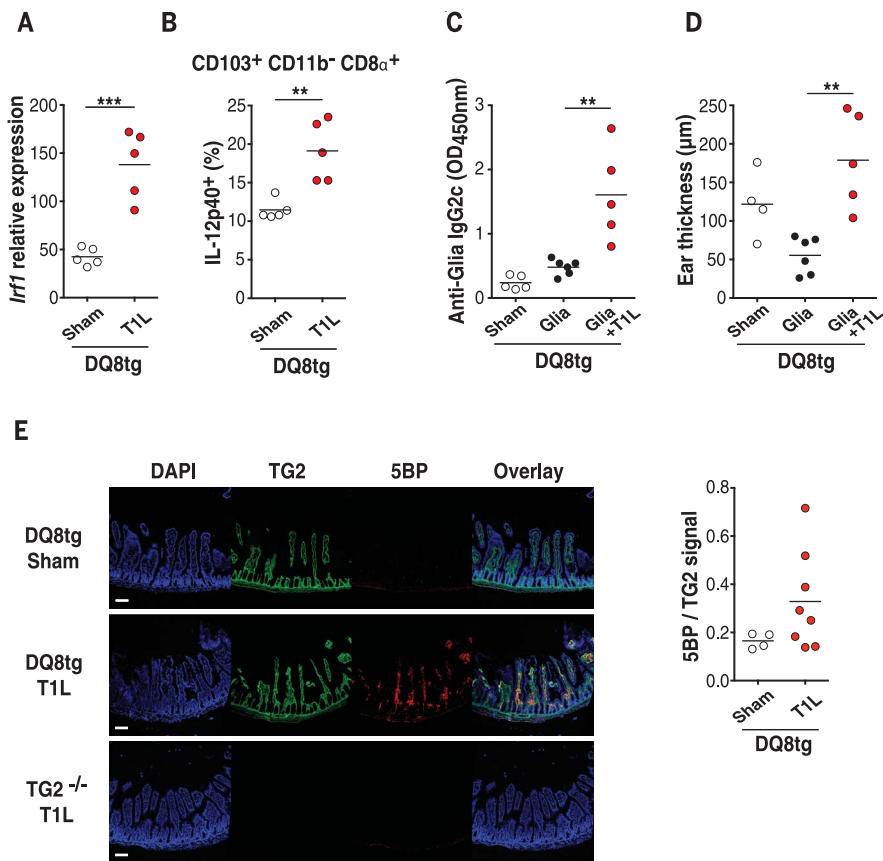 A
Irf1 relative expression
200
150
100
50
0
***
Sham
T1L
DQ8tg
B
CD103+ CD11b- CD8α+
IL-12p40+ (%)
25
20
15
10
5
0
**
Sham
T1L
DQ8tg
C
Anti-Glia IgG2c (OD450nm)
3
2
1
0
**
Sham
Glia
Glia
+T1L
DQ8tg
D
Ear thickness (µm)
250
200
150
100
50
0
**
Sham
Glia
Glia
+T1L
DQ8tg
E
DAPI TG2 5BP Overlay
DQ8tg
Sham
DQ8tg
T1L
TG2 -/-
T1L
5BP / TG2 signal
0.8
0.6
0.4
0.2
0.0
Sham
T1L
DQ8tg